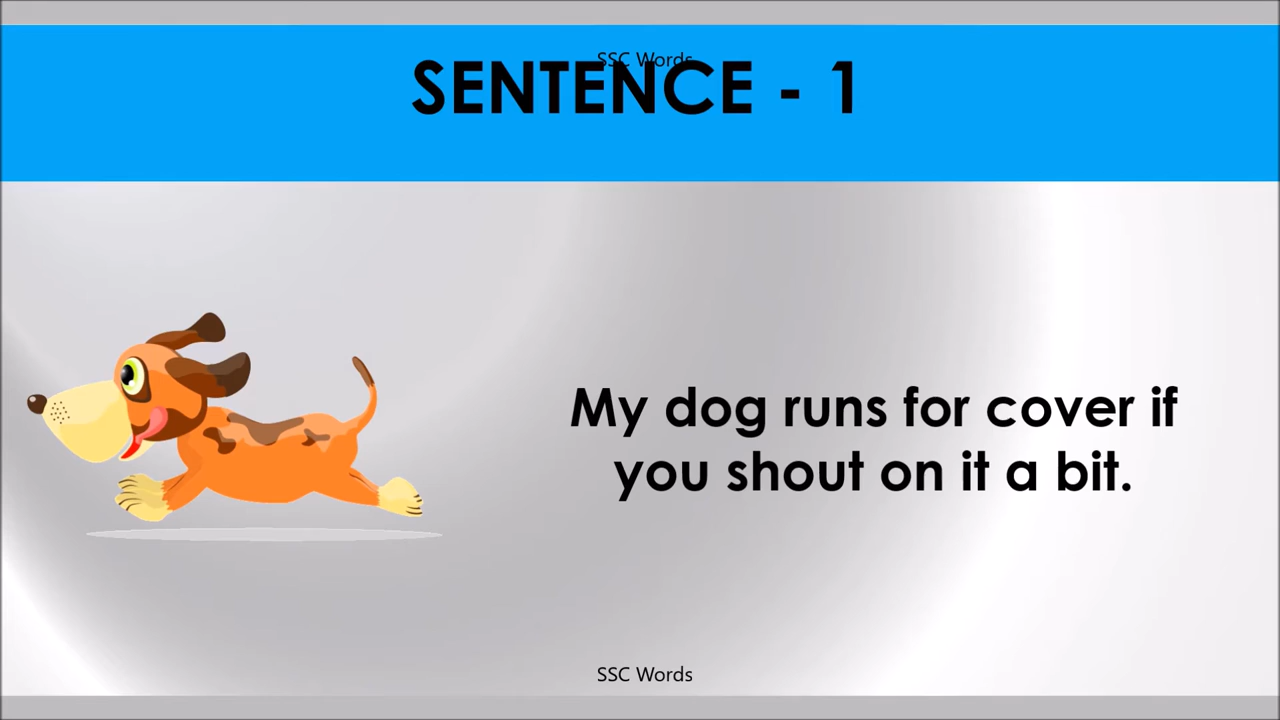 SSC Words
SENTENCE - 1
My dog runs for cover if
you shout on it a bit.
SSC Words